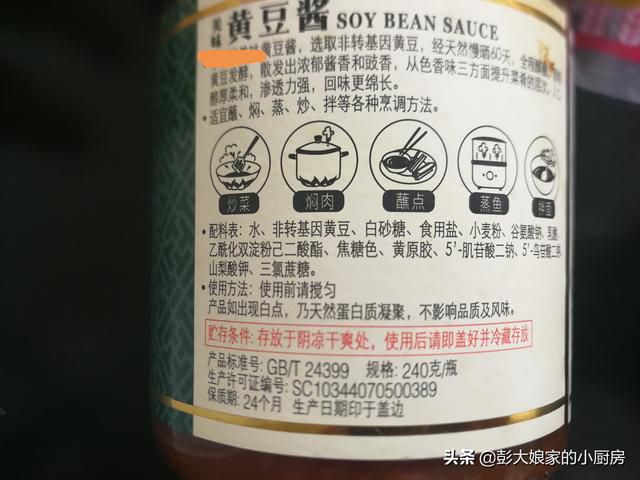 美味 黄豆酱 SOY BEAN SAUCE
黄豆酱，选取非转基因黄豆，经天然慢晒60天，全程
黄豆发酵，散发出浓郁酱香和豉香，从色香味三方面提升菜肴的层次。入口
醇厚柔和，渗透力强，回味更绵长。
• 适宜蘸、焖、蒸、炒、拌等各种烹调方法。
炒菜 焖肉 蘸点 蒸鱼 拌面
• 配料表：水、非转基因黄豆、白砂糖、食用盐、小麦粉、谷氨酸钠、乳酸、
乙酰化双淀粉己二酸酯、焦糖色、黄原胶、5'-肌苷酸二钠、5'-鸟苷酸二钠、
山梨酸钾、三氯蔗糖。
• 使用方法：使用前请搅匀
产品如出现白点，乃天然蛋白质凝聚，不影响品质及风味。
贮存条件：存放于阴凉干爽处，使用后请即盖好并冷藏存放
产品标准号：GB/T 24399 规格：240克/瓶
生产许可证编号：SC10344070500389
保质期：24个月 生产日期印于盖边
头条 @彭大娘家的小厨房